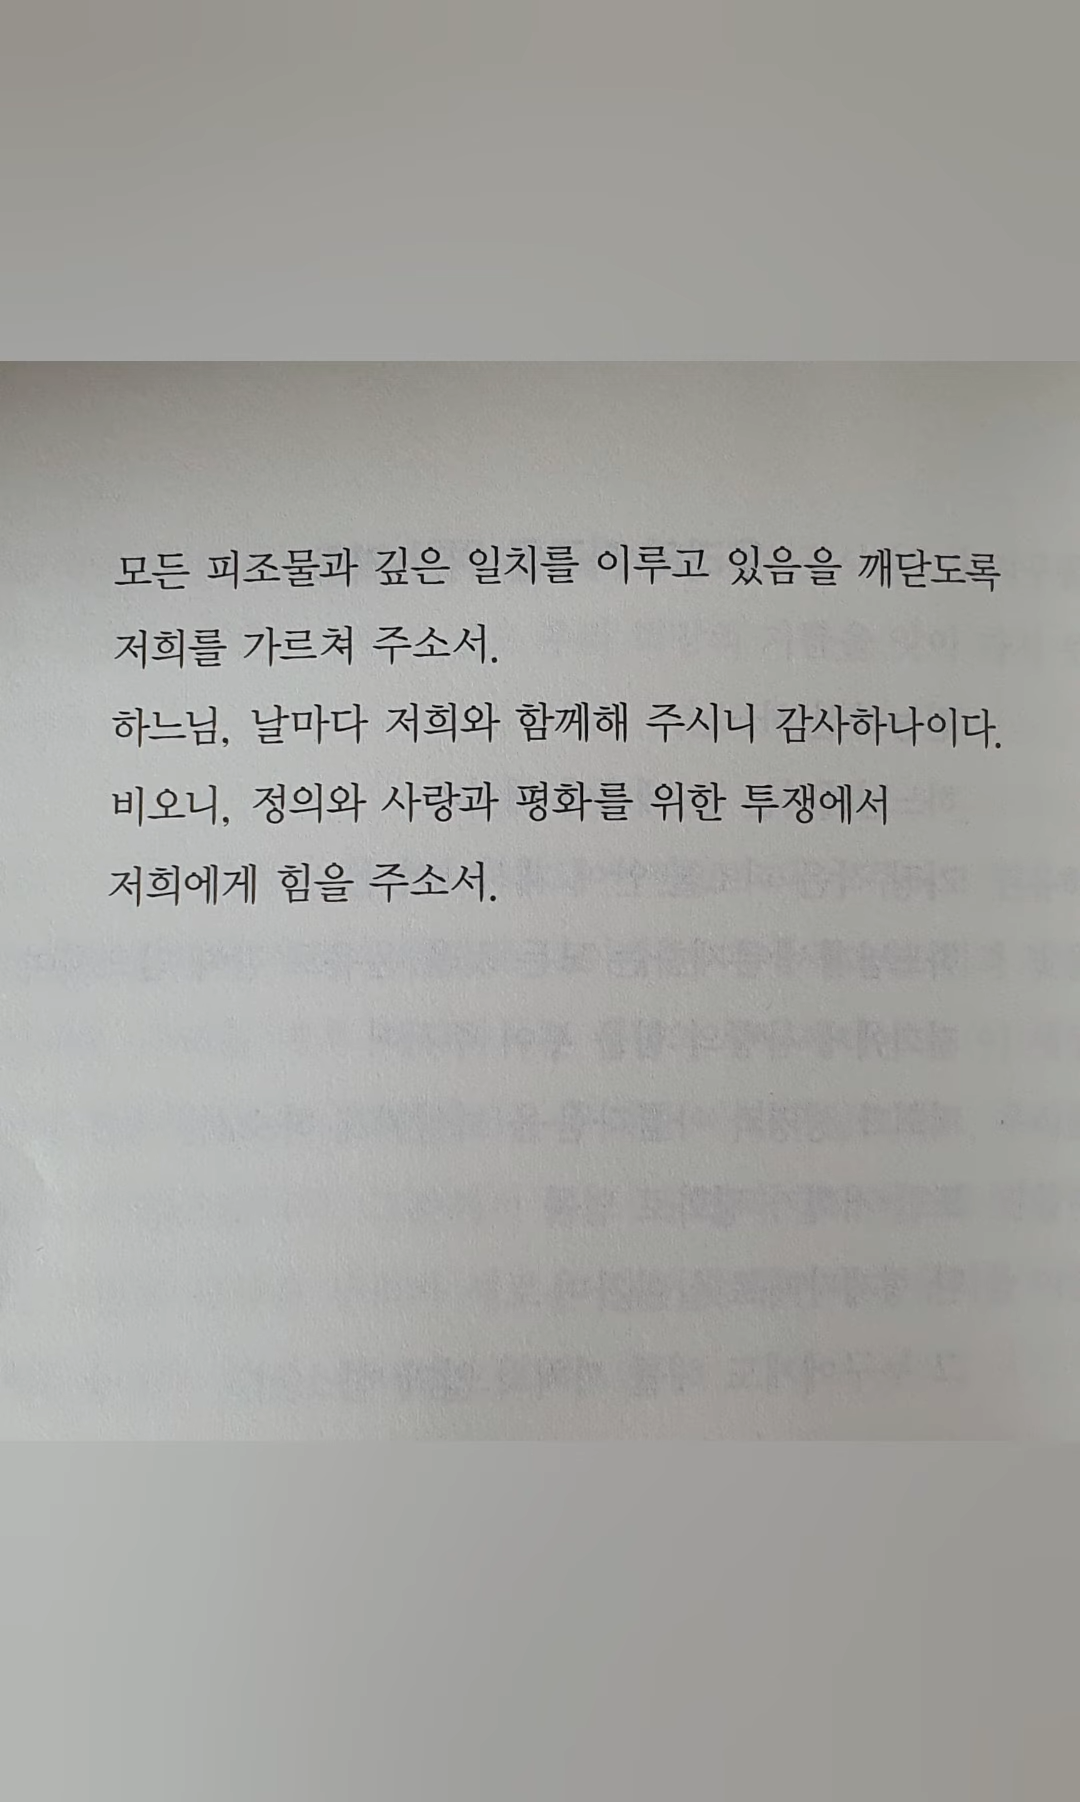 모든 피조물과 깊은 일치를 이루고 있음을 깨닫도록
저희를 가르쳐 주소서.
하느님, 날마다 저희와 함께해 주시니 감사하나이다.
비오니, 정의와 사랑과 평화를 위한 투쟁에서
저희에게 힘을 주소서.